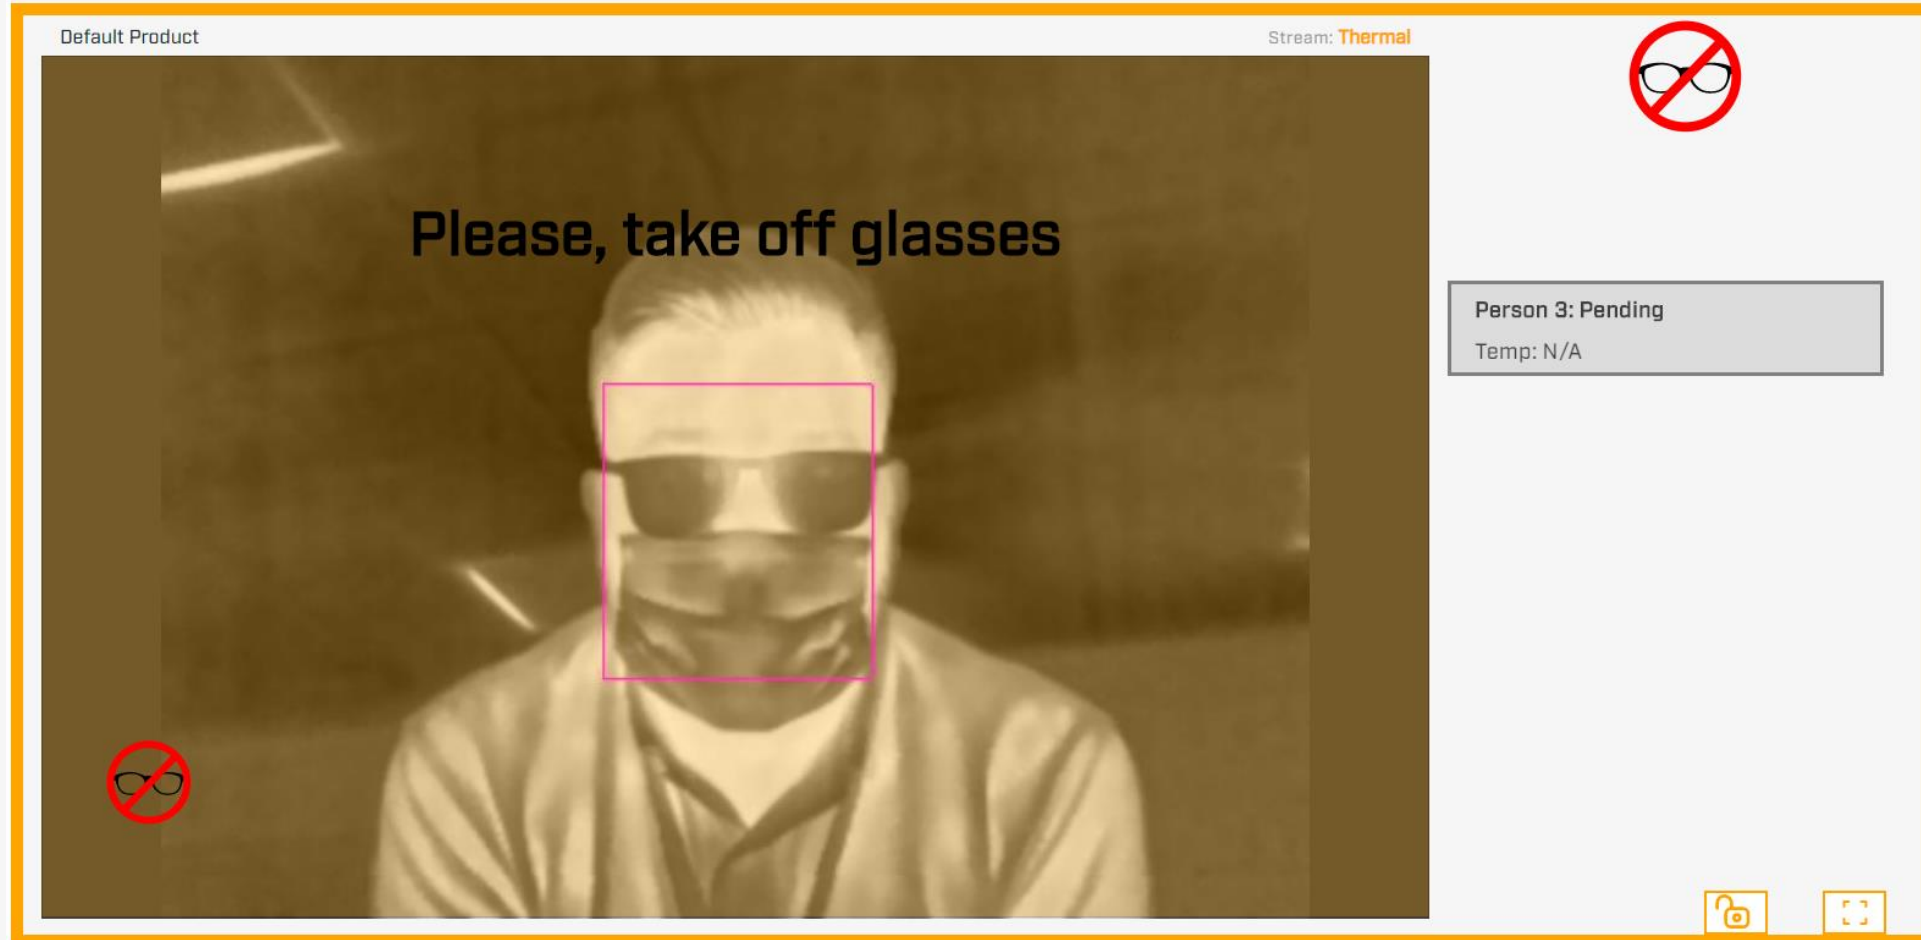 Default Product
Stream: Thermal
Please, take off glasses
Person 3: Pending
Temp: N/A